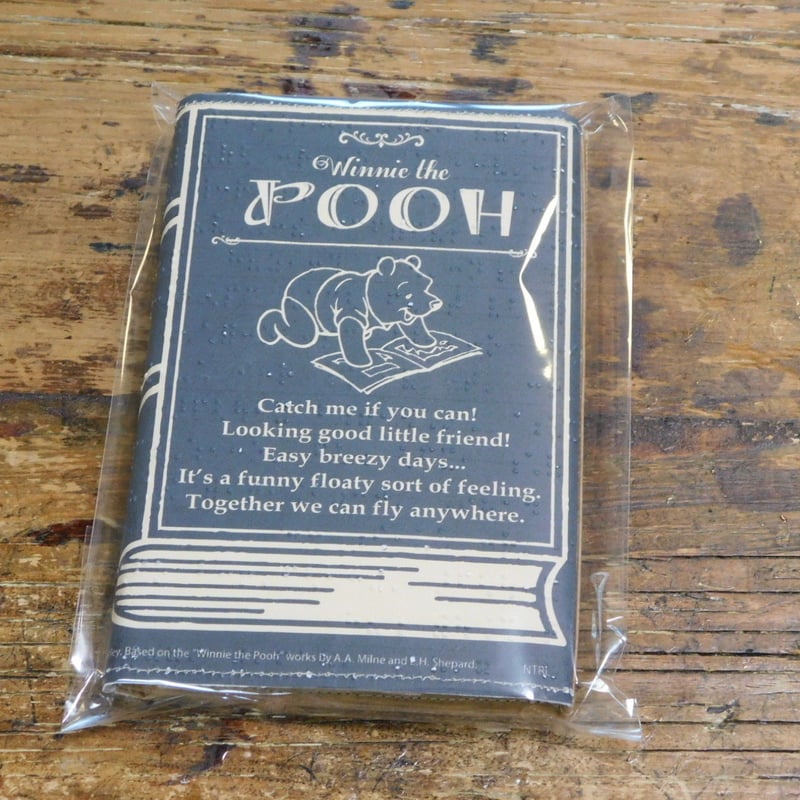 Winnie the
POOH
Catch me if you can!
Looking good little friend!
Easy breezy days...
It's a funny floaty sort of feeling.
Together we can fly anywhere.
Based on the "Winnie the Pooh" works by A.A. Milne and E.H. Shepard.